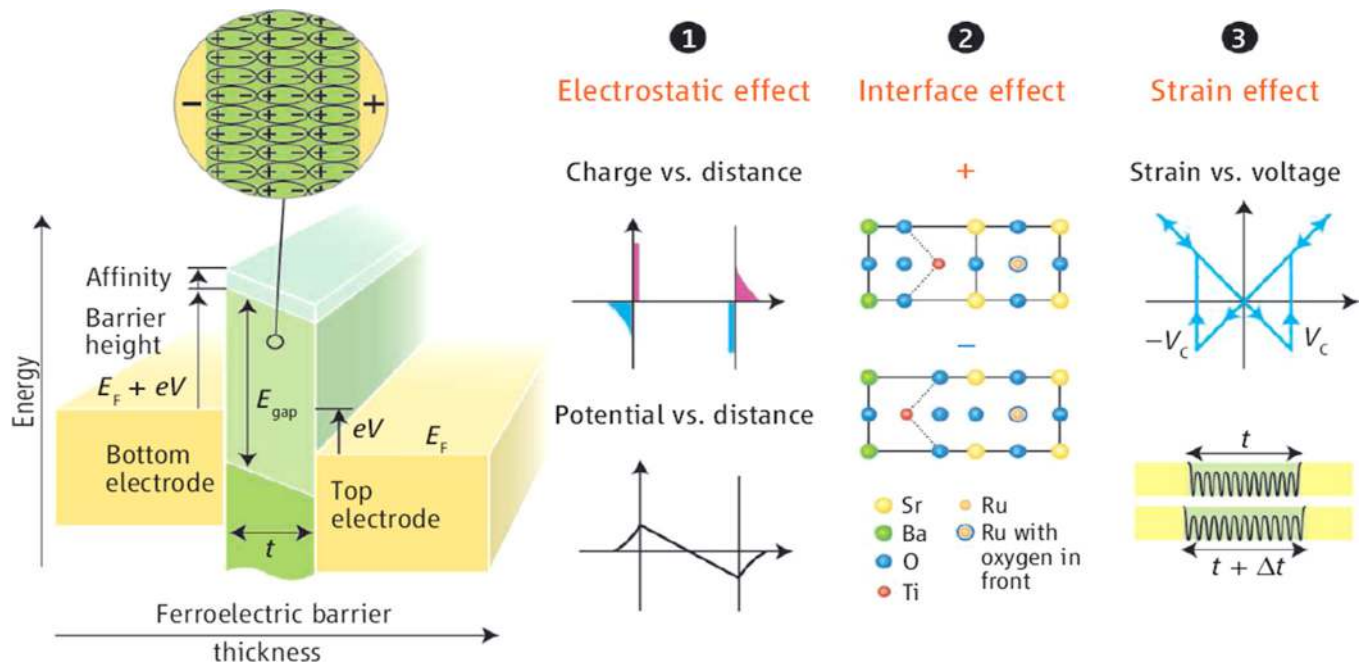 − +
Energy
Affinity
Barrier
height
E_F + eV
E_gap
eV
E_F
Bottom
electrode
Top
electrode
t
Ferroelectric barrier
thickness
1
Electrostatic effect
Charge vs. distance
Potential vs. distance
2
Interface effect
+
−
Sr
Ba
O
Ti
Ru
Ru with
oxygen in
front
3
Strain effect
Strain vs. voltage
−V_C
V_C
t
t + Δt